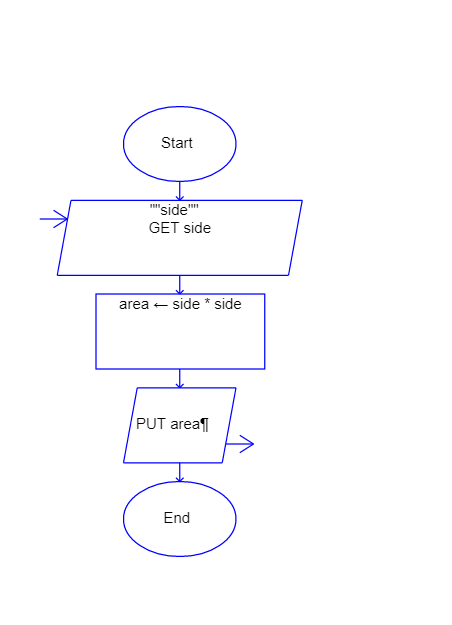 Start
""side""
GET side
area ← side * side
PUT area¶
End